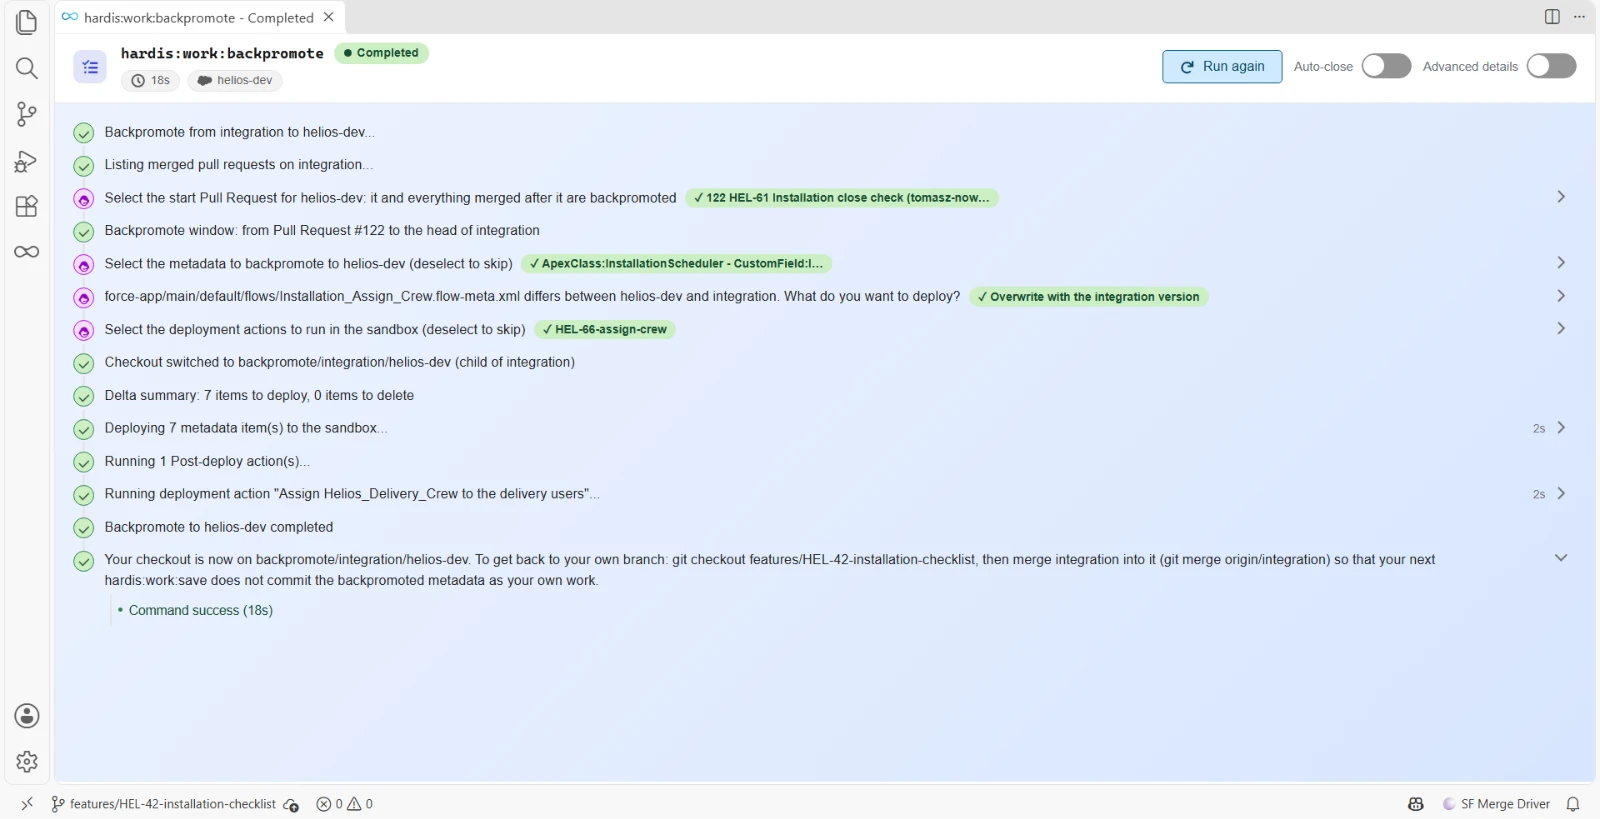 hardis:work:backpromote - Completed
hardis:work:backpromote
Completed
18s
helios-dev
Run again
Auto-close
Advanced details
Backpromote from integration to helios-dev...
Listing merged pull requests on integration...
Select the start Pull Request for helios-dev: it and everything merged after it are backpromoted ✓ 122 HEL-61 Installation close check (tomasz-now...
Backpromote window: from Pull Request #122 to the head of integration
Select the metadata to backpromote to helios-dev (deselect to skip) ✓ ApexClass:InstallationScheduler - CustomField:I...
force-app/main/default/flows/Installation_Assign_Crew.flow-meta.xml differs between helios-dev and integration. What do you want to deploy? ✓ Overwrite with the integration version
Select the deployment actions to run in the sandbox (deselect to skip) ✓ HEL-66-assign-crew
Checkout switched to backpromote/integration/helios-dev (child of integration)
Delta summary: 7 items to deploy, 0 items to delete
Deploying 7 metadata item(s) to the sandbox... 2s
Running 1 Post-deploy action(s)...
Running deployment action "Assign Helios_Delivery_Crew to the delivery users"... 2s
Backpromote to helios-dev completed
Your checkout is now on backpromote/integration/helios-dev. To get back to your own branch: git checkout features/HEL-42-installation-checklist, then merge integration into it (git merge origin/integration) so that your next
hardis:work:save does not commit the backpromoted metadata as your own work.
• Command success (18s)
features/HEL-42-installation-checklist
0
0
SF Merge Driver